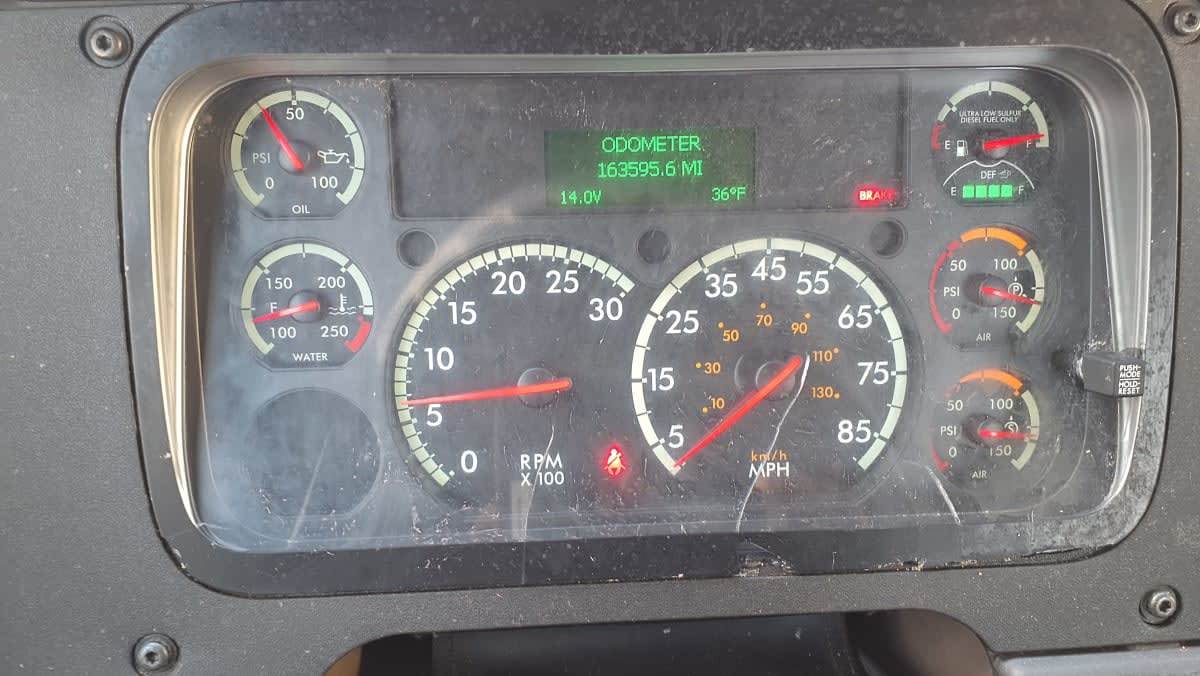 50
PSI
0 100
OIL
ODOMETER
163595.6 MI
14.0V 36°F
BRAKE
ULTRA LOW SULFUR
DIESEL FUEL ONLY
E F
DEF
E F
150 200
F
100 250
WATER
0 5 10 15 20 25 30
RPM
X 100
5 15 25 35 45 55 65 75 85
10 30 50 70 90 110 130
km/h
MPH
50 100
PSI P
0 150
AIR
50 100
PSI S
0 150
AIR
PUSH-
MODE
HOLD-
RESET